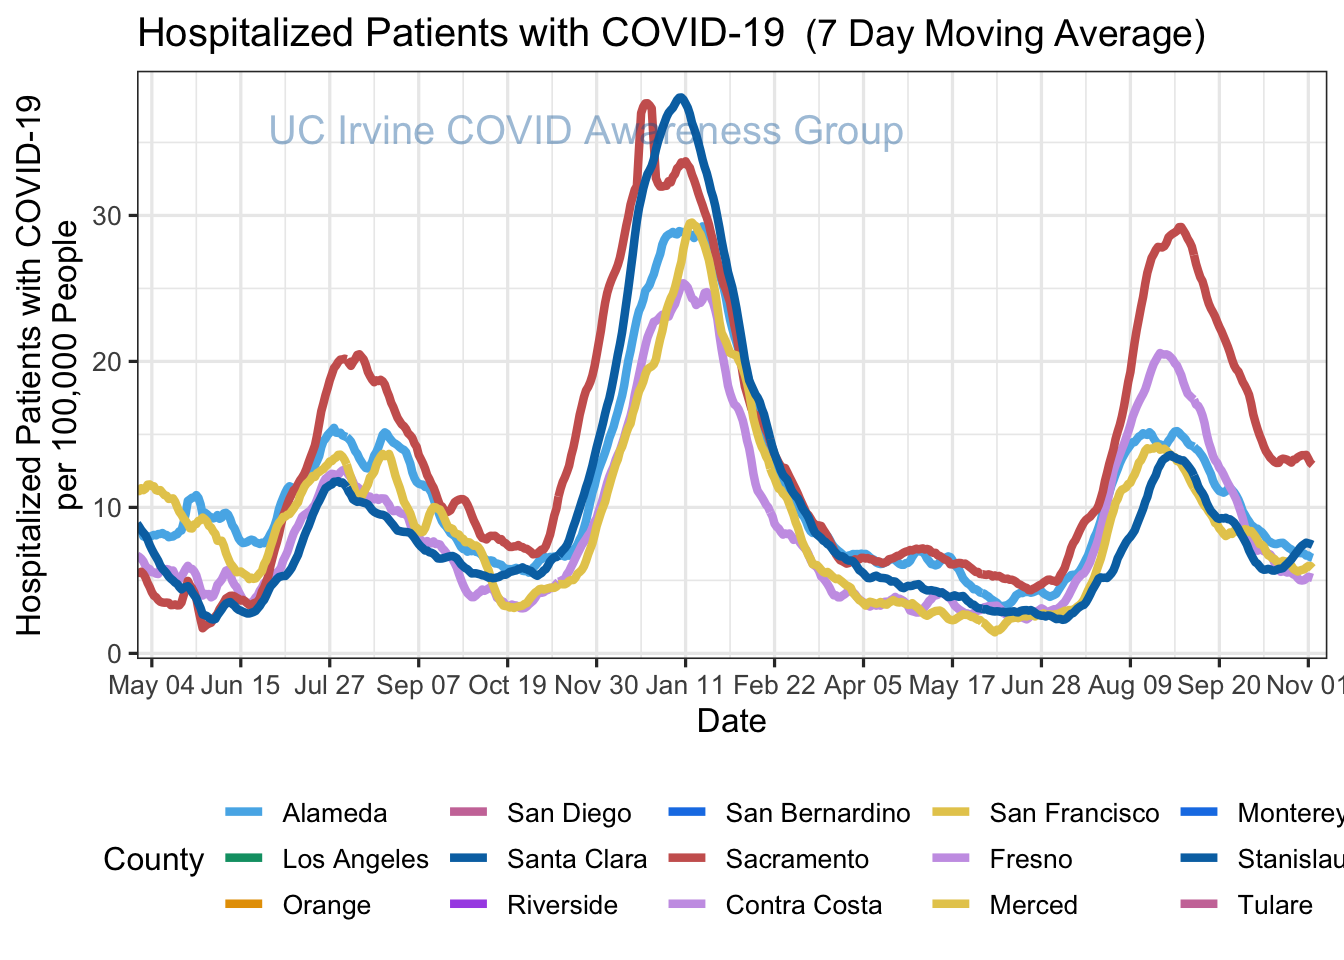 Hospitalized Patients with COVID-19 (7 Day Moving Average)
UC Irvine COVID Awareness Group
Hospitalized Patients with COVID-19
per 100,000 People
30
20
10
0
May 04 Jun 15 Jul 27 Sep 07 Oct 19 Nov 30 Jan 11 Feb 22 Apr 05 May 17 Jun 28 Aug 09 Sep 20 Nov 01
Date
County
Alameda San Diego San Bernardino San Francisco Monterey
Los Angeles Santa Clara Sacramento Fresno Stanislau
Orange Riverside Contra Costa Merced Tulare